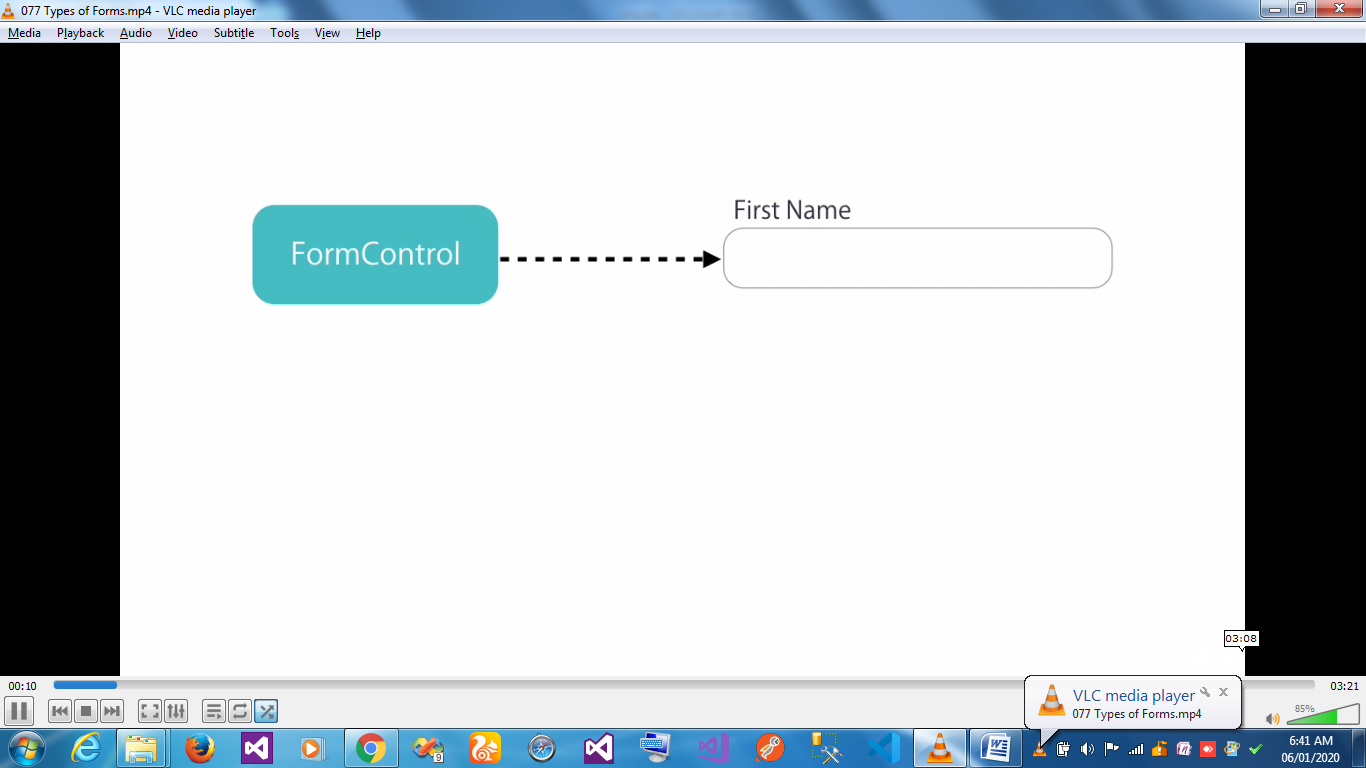 077 Types of Forms.mp4 - VLC media player
Media Playback Audio Video Subtitle Tools View Help
First Name
FormControl
03:08
00:10
03:21
VLC media player
077 Types of Forms.mp4
85%
9
6:41 AM
06/01/2020